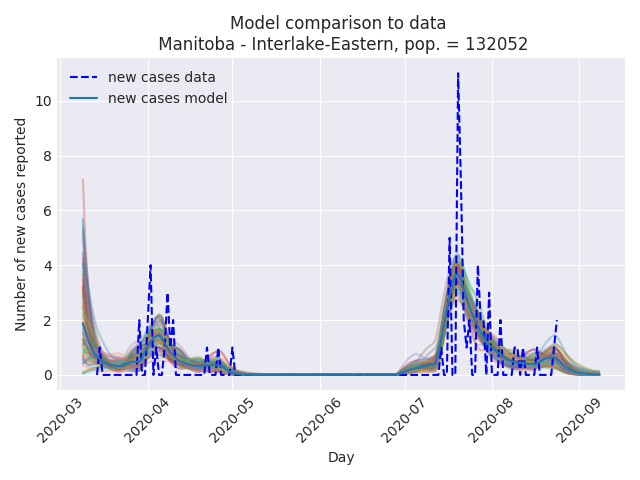 Model comparison to data
Manitoba - Interlake-Eastern, pop. = 132052
new cases data
new cases model
Number of new cases reported
10
8
6
4
2
0
2020-03
2020-04
2020-05
2020-06
2020-07
2020-08
2020-09
Day